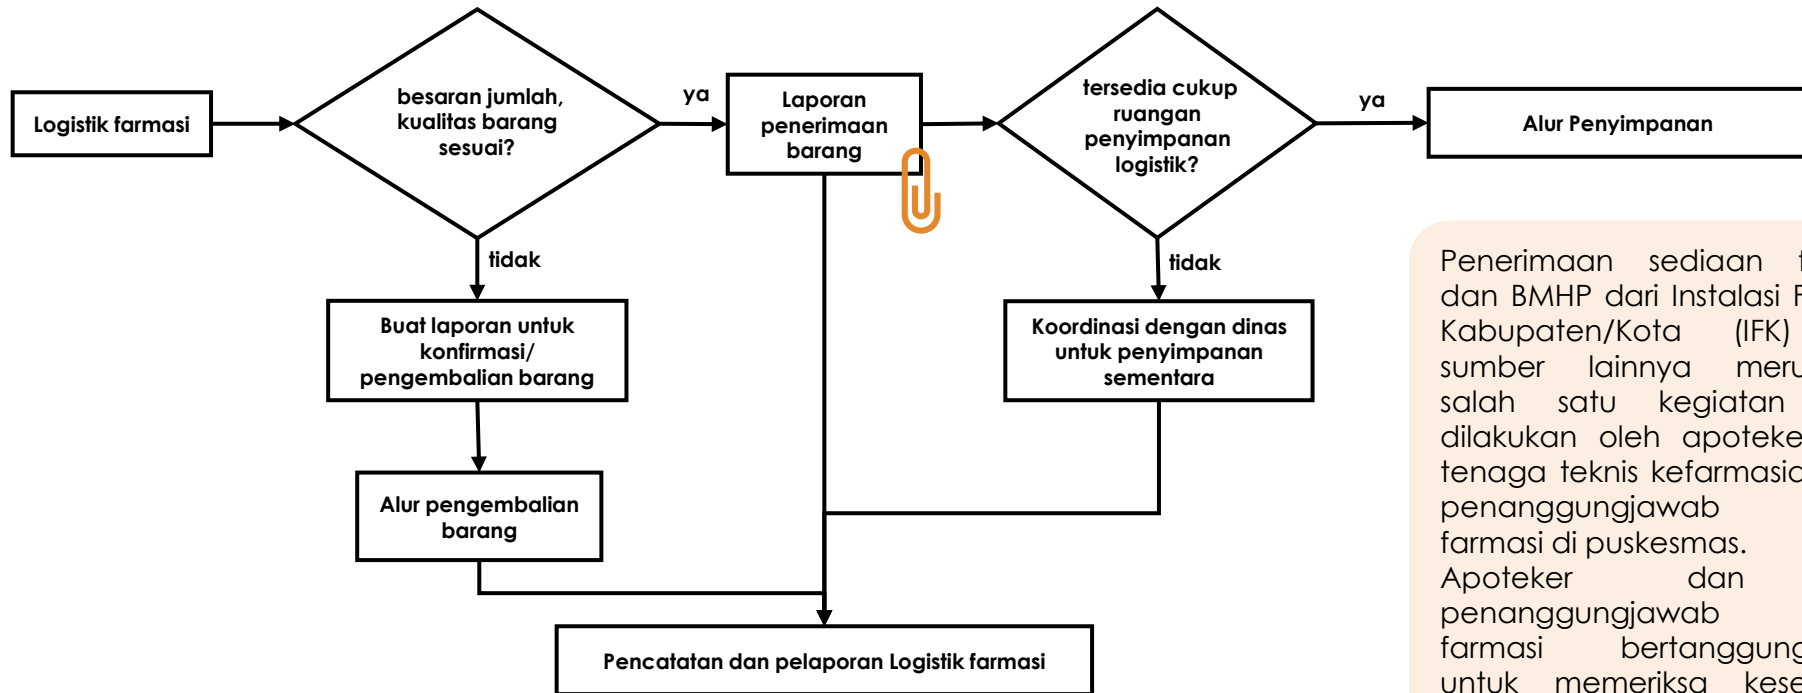 Logistik farmasi
besaran jumlah,
kualitas barang
sesuai?
ya
Laporan
penerimaan
barang
tersedia cukup
ruangan
penyimpanan
logistik?
ya
Alur Penyimpanan
tidak
Buat laporan untuk
konfirmasi/
pengembalian barang
tidak
Koordinasi dengan dinas
untuk penyimpanan
sementara
Alur pengembalian
barang
Pencatatan dan pelaporan Logistik farmasi
Penerimaan sediaan
dan BMHP dari Instalasi
Kabupaten/Kota (IFK)
sumber lainnya
salah satu kegiatan
dilakukan oleh
tenaga teknis
penanggungjawab
farmasi di puskesmas.
Apoteker dan
penanggungjawab
farmasi
untuk memeriksa